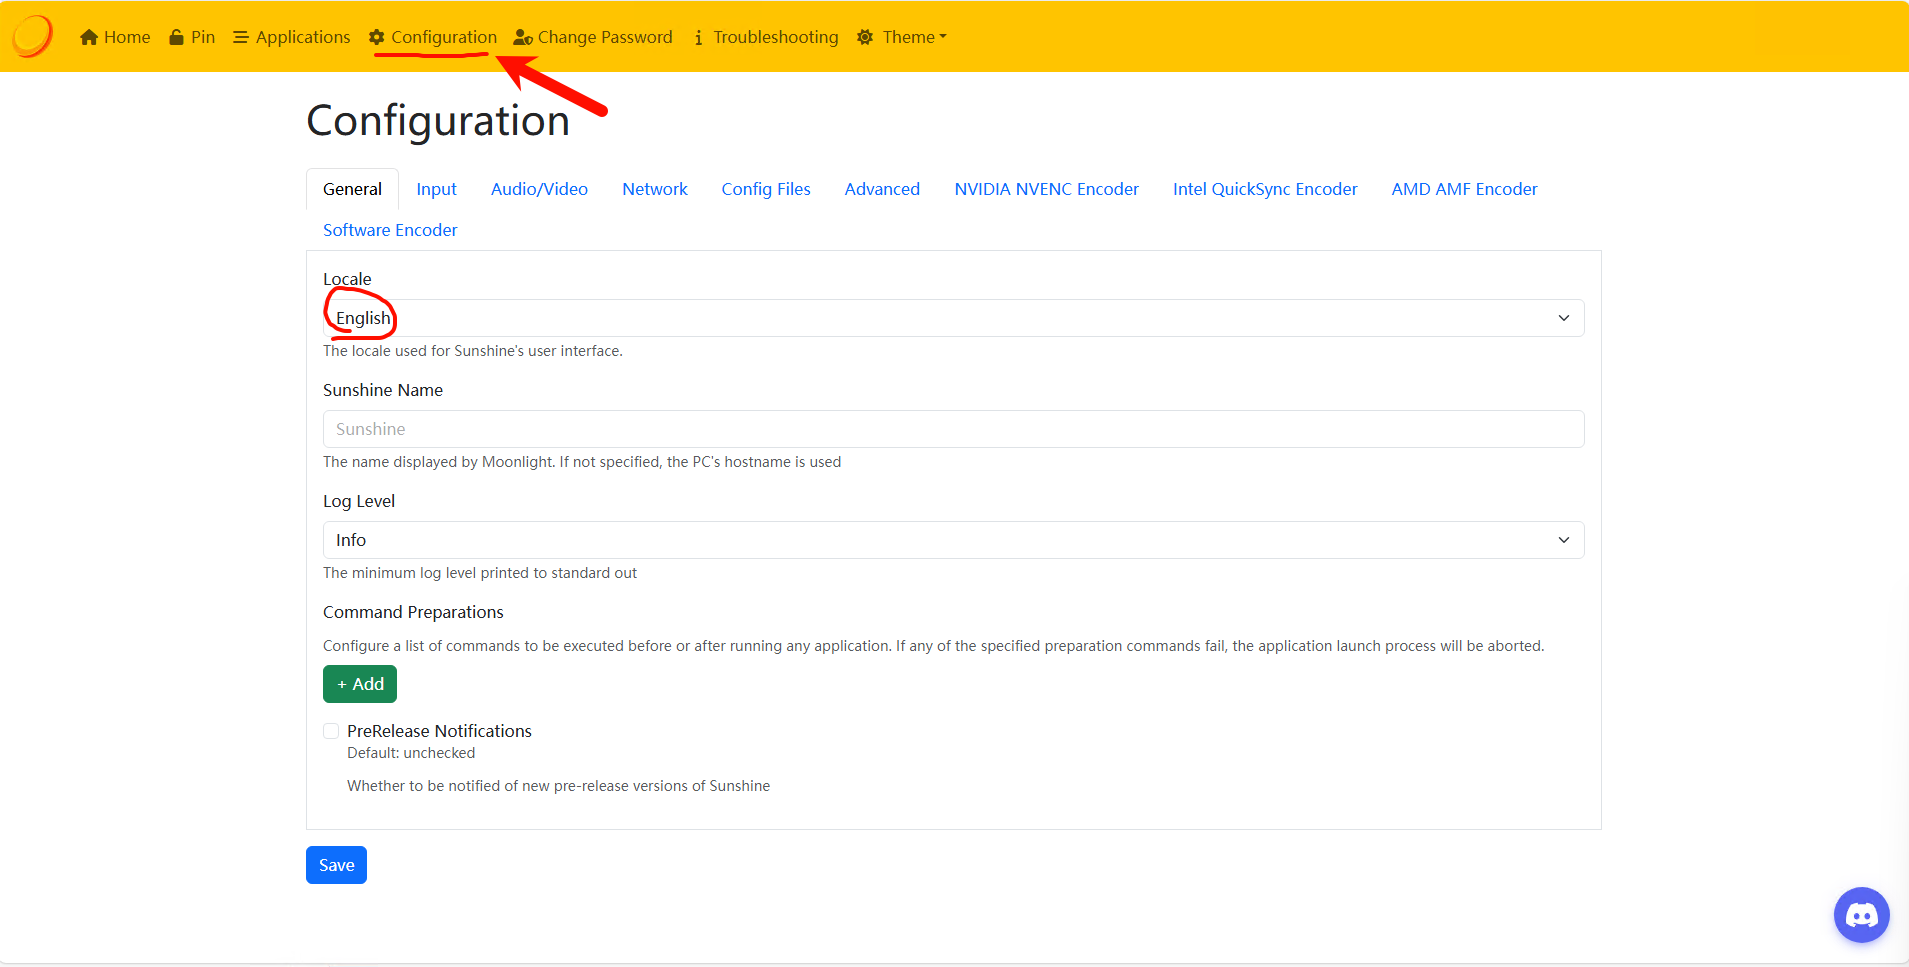 Home Pin Applications Configuration Change Password Troubleshooting Theme
Configuration
General Input Audio/Video Network Config Files Advanced NVIDIA NVENC Encoder Intel QuickSync Encoder AMD AMF Encoder
Software Encoder
Locale
English
The locale used for Sunshine's user interface.
Sunshine Name
Sunshine
The name displayed by Moonlight. If not specified, the PC's hostname is used
Log Level
Info
The minimum log level printed to standard out
Command Preparations
Configure a list of commands to be executed before or after running any application. If any of the specified preparation commands fail, the application launch process will be aborted.
+ Add
PreRelease Notifications
Default: unchecked
Whether to be notified of new pre-release versions of Sunshine
Save